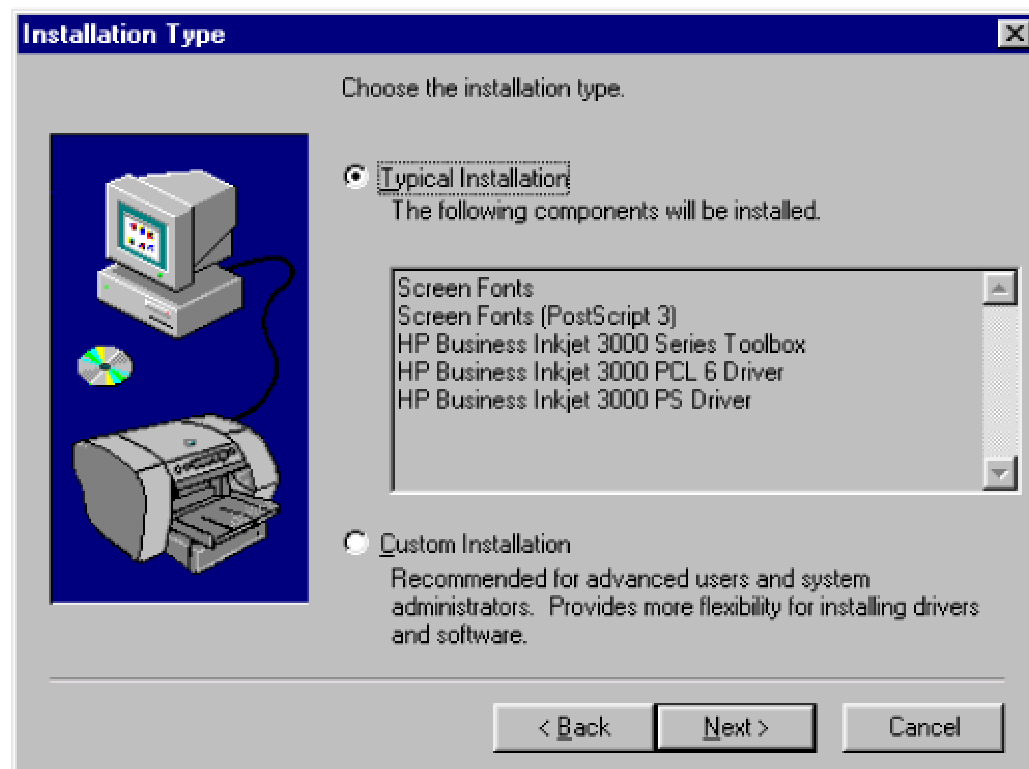 Installation Type
Choose the installation type.
Typical Installation
The following components will be installed.
Screen Fonts
Screen Fonts (PostScript 3)
HP Business Inkjet 3000 Series Toolbox
HP Business Inkjet 3000 PCL 6 Driver
HP Business Inkjet 3000 PS Driver
Custom Installation
Recommended for advanced users and system
administrators.  Provides more flexibility for installing drivers
and software.
< Back
Next >
Cancel